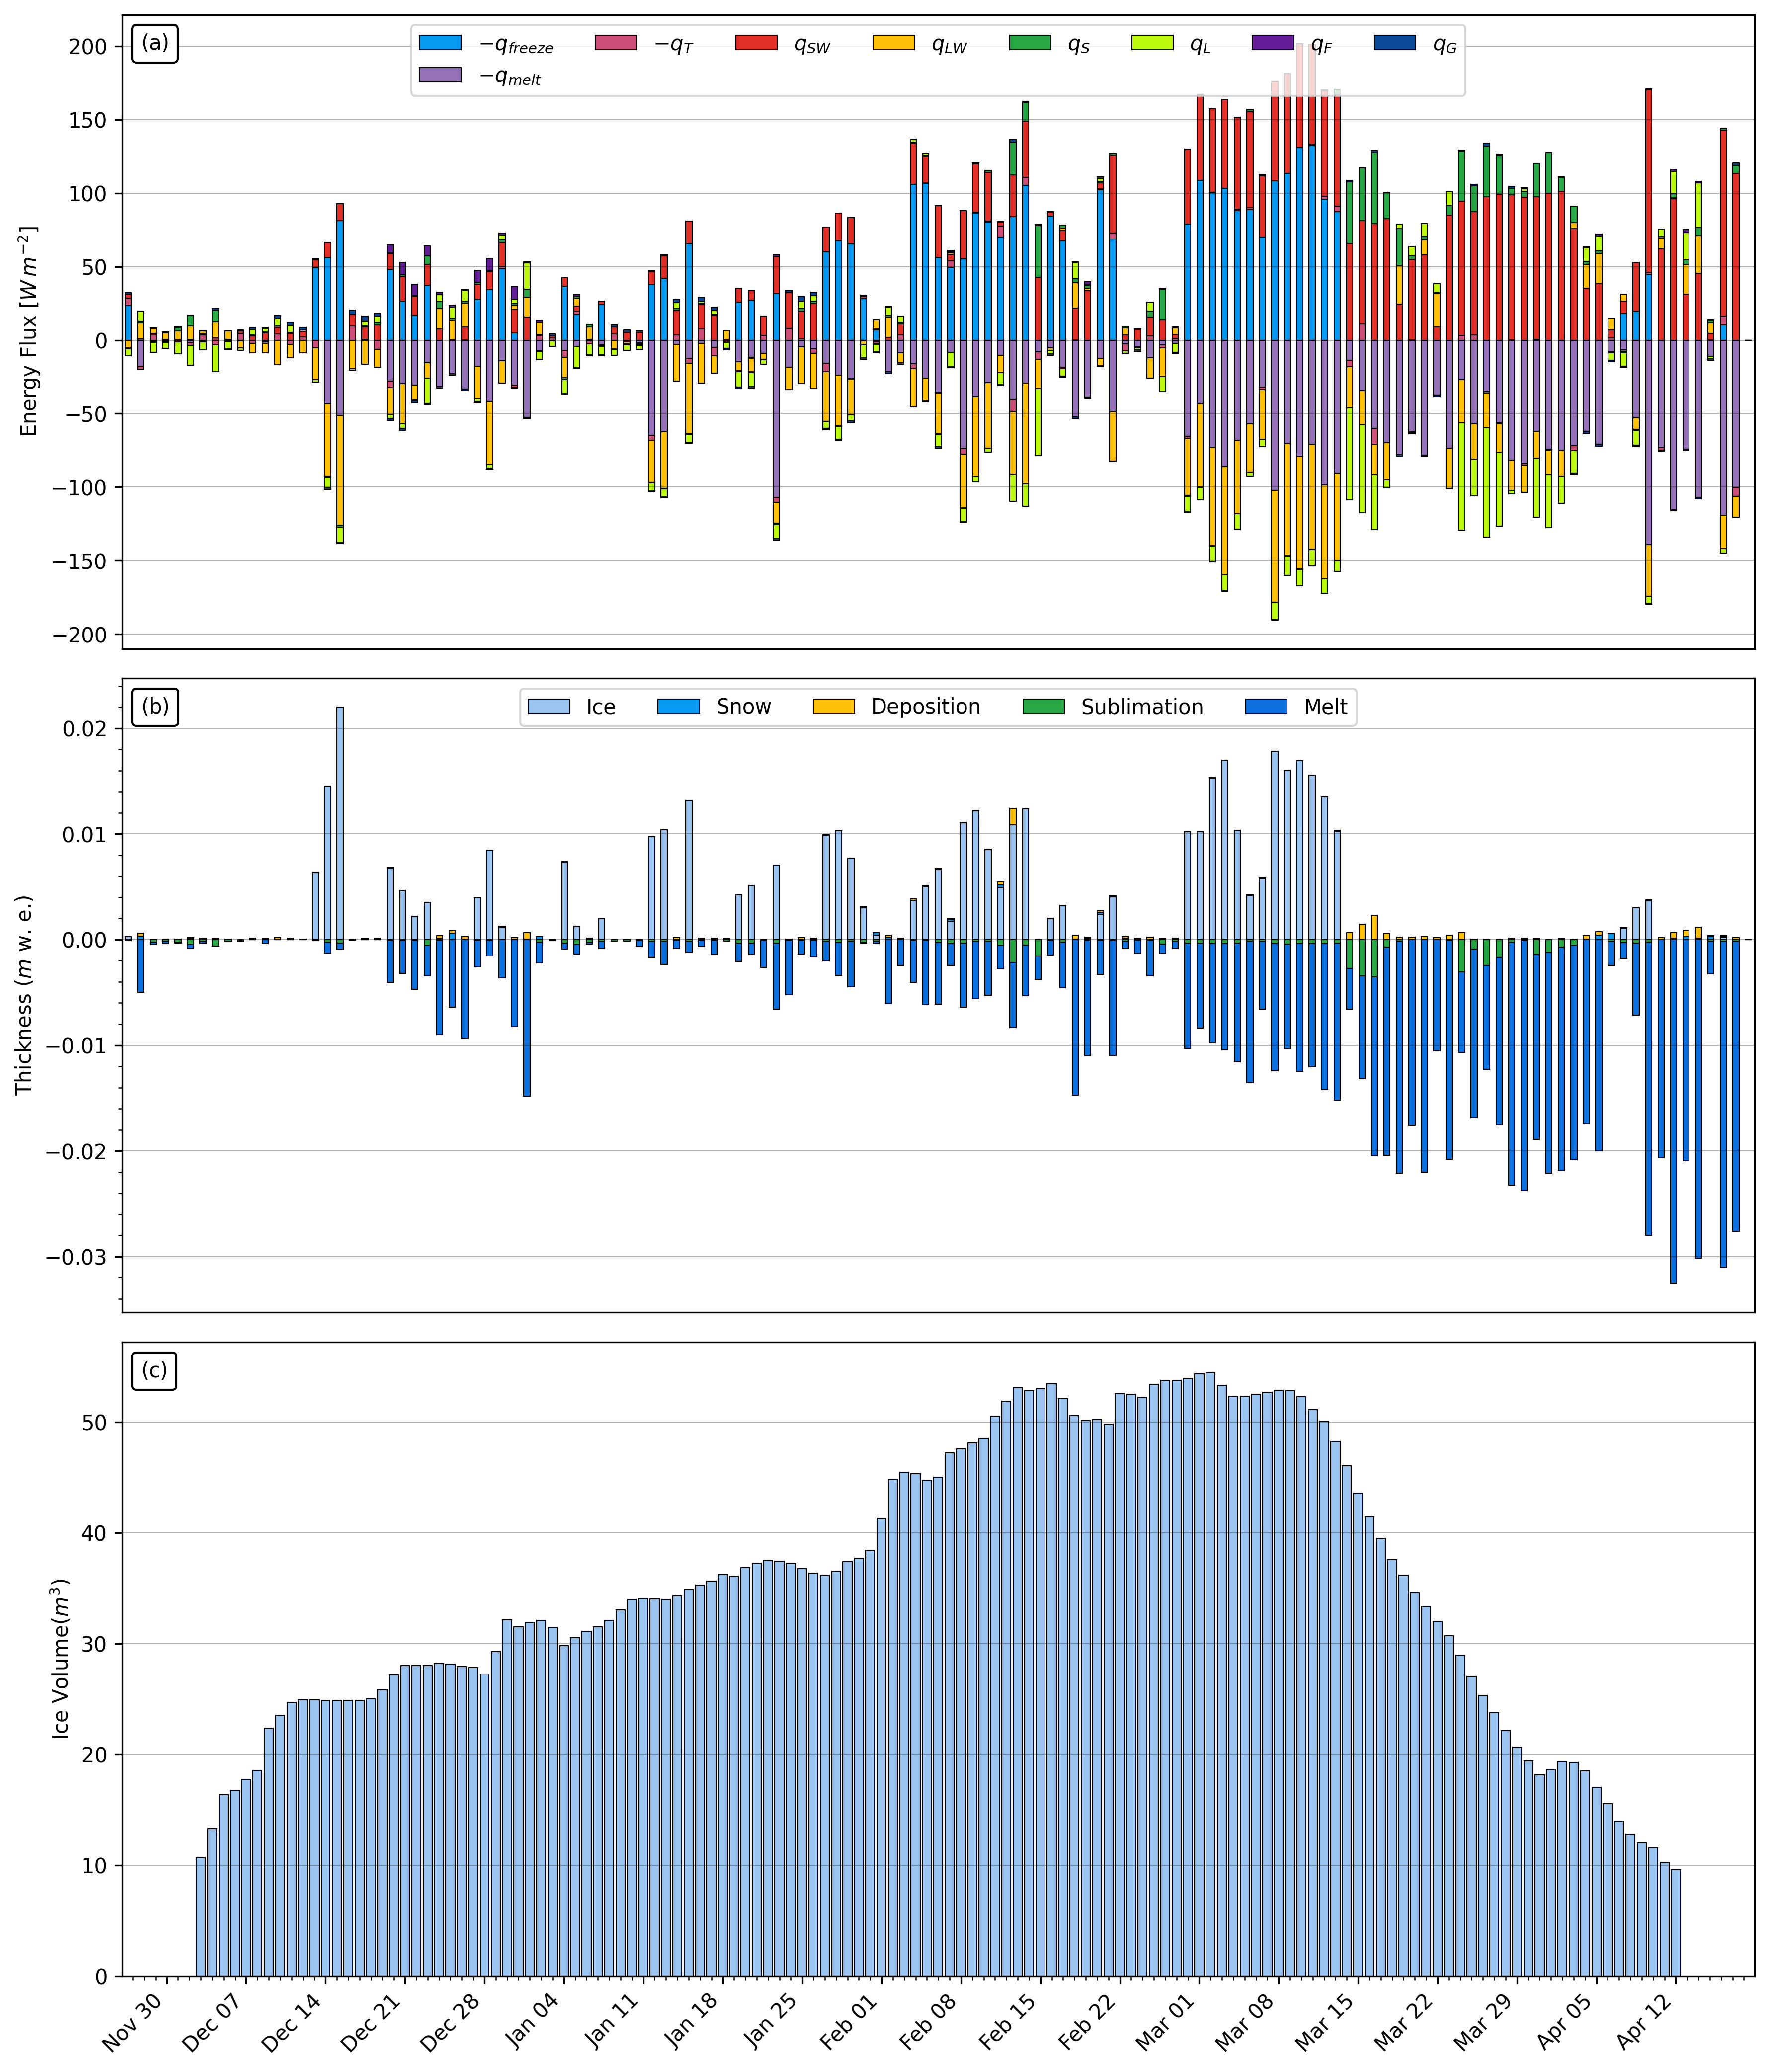 (a)
−q_freeze −q_T q_SW q_LW q_S q_L q_F q_G
−q_melt
200
150
100
50
0
−50
−100
−150
−200
Energy Flux [W m⁻²]
(b)
Ice Snow Deposition Sublimation Melt
0.02
0.01
0.00
−0.01
−0.02
−0.03
Thickness (m w. e.)
(c)
50
40
30
20
10
0
Ice Volume(m³)
Nov 30 Dec 07 Dec 14 Dec 21 Dec 28 Jan 04 Jan 11 Jan 18 Jan 25 Feb 01 Feb 08 Feb 15 Feb 22 Mar 01 Mar 08 Mar 15 Mar 22 Mar 29 Apr 05 Apr 12